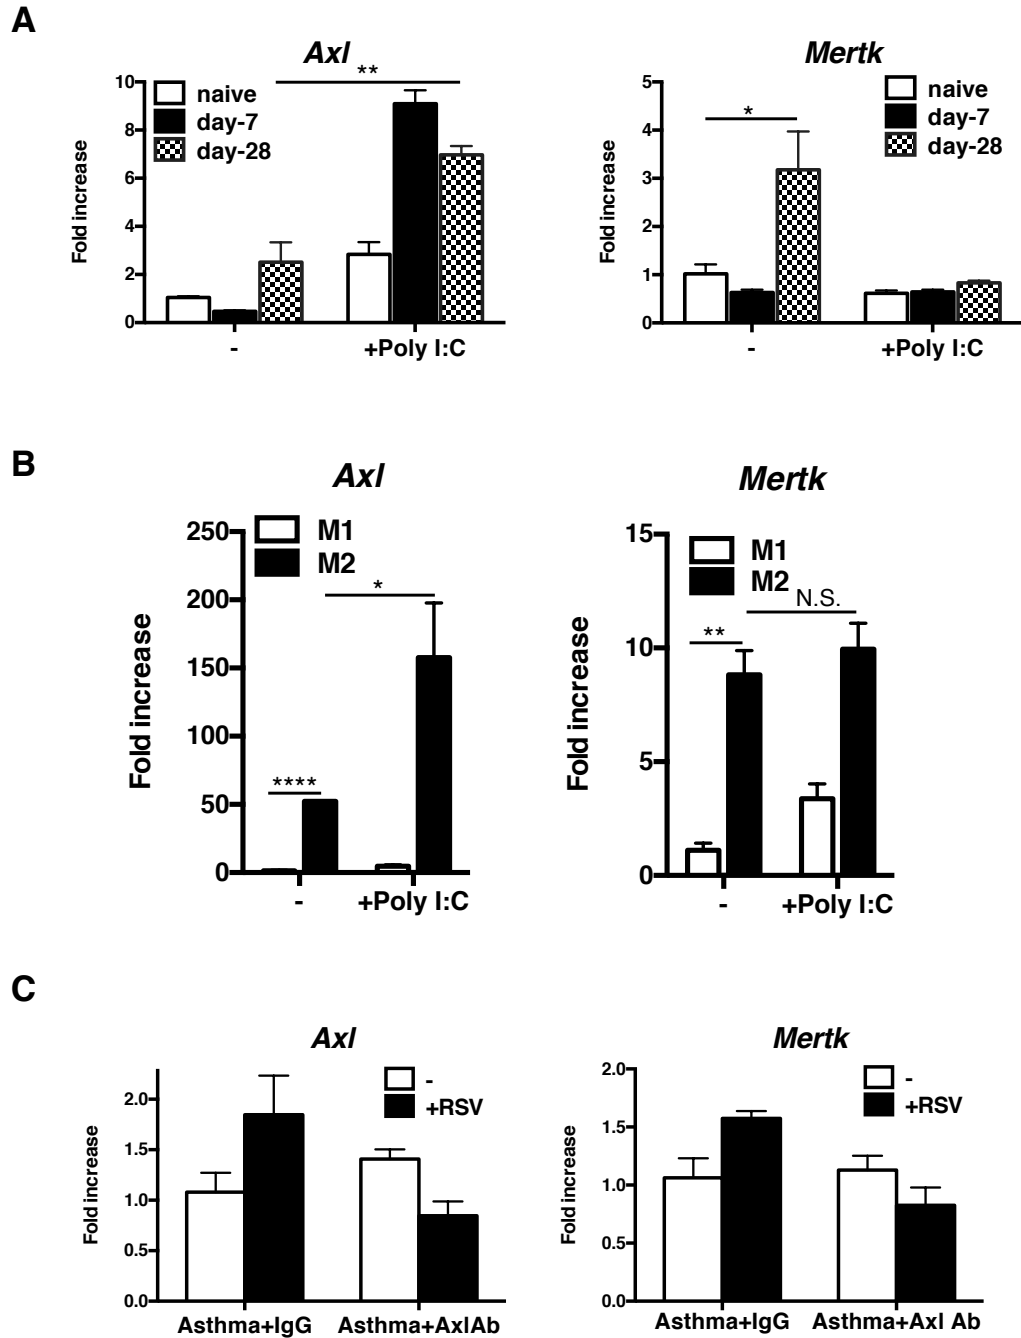 A
Axl
**
10
8
6
4
2
0
Fold increase
naive
day-7
day-28
-
+Poly I:C
Mertk
*
5
4
3
2
1
0
Fold increase
naive
day-7
day-28
-
+Poly I:C
B
Axl
250
200
150
100
50
0
Fold increase
M1
M2
*
****
-
+Poly I:C
Mertk
15
10
5
0
Fold increase
M1
M2
N.S.
**
-
+Poly I:C
C
Axl
2.0
1.5
1.0
0.5
0.0
Fold increase
-
+RSV
Asthma+IgG
Asthma+AxlAb
Mertk
2.0
1.5
1.0
0.5
0.0
Fold increase
-
+RSV
Asthma+IgG
Asthma+Axl Ab